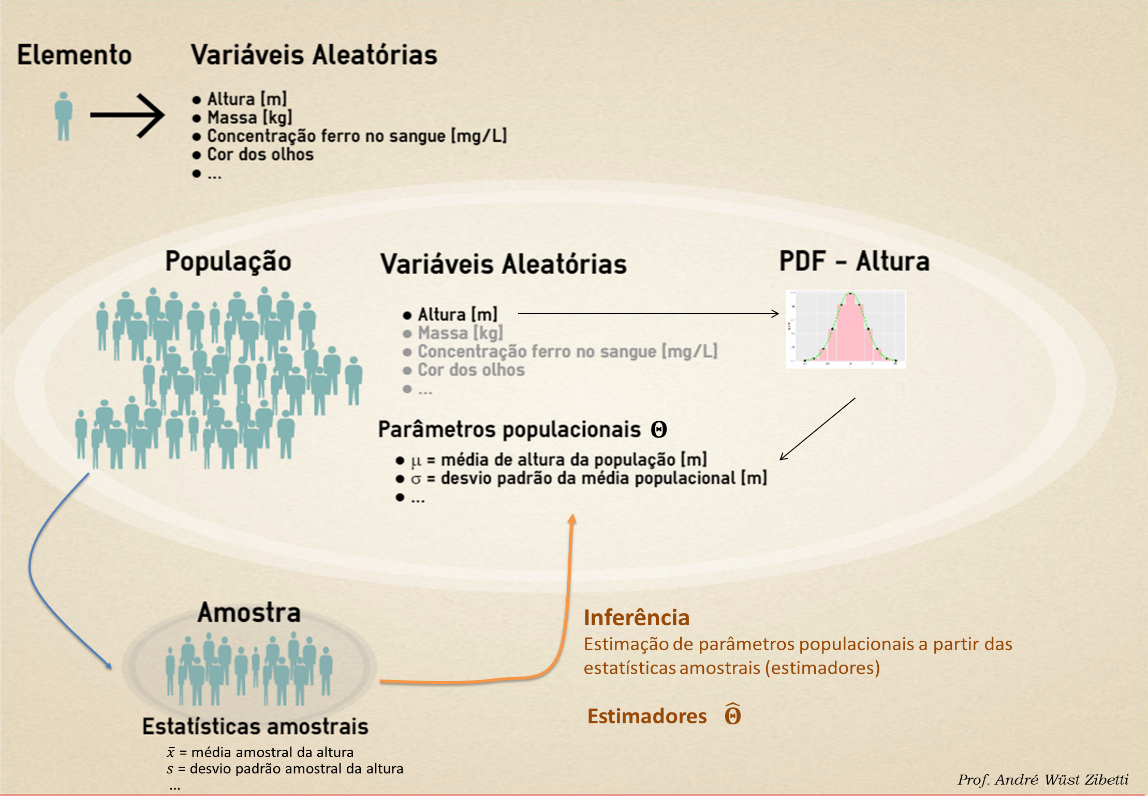 Elemento
Variáveis Aleatórias
● Altura [m]
● Massa [kg]
● Concentração ferro no sangue [mg/L]
● Cor dos olhos
● ...
População
Variáveis Aleatórias
● Altura [m]
● Massa [kg]
● Concentração ferro no sangue [mg/L]
● Cor dos olhos
● ...
PDF - Altura
Parâmetros populacionais Θ
● μ = média de altura da população [m]
● σ = desvio padrão da média populacional [m]
● ...
Amostra
Estatísticas amostrais
x̄ = média amostral da altura
s = desvio padrão amostral da altura
...
Inferência
Estimação de parâmetros populacionais a partir das
estatísticas amostrais (estimadores)
Estimadores Θ̂
Prof. André Wüst Zibetti